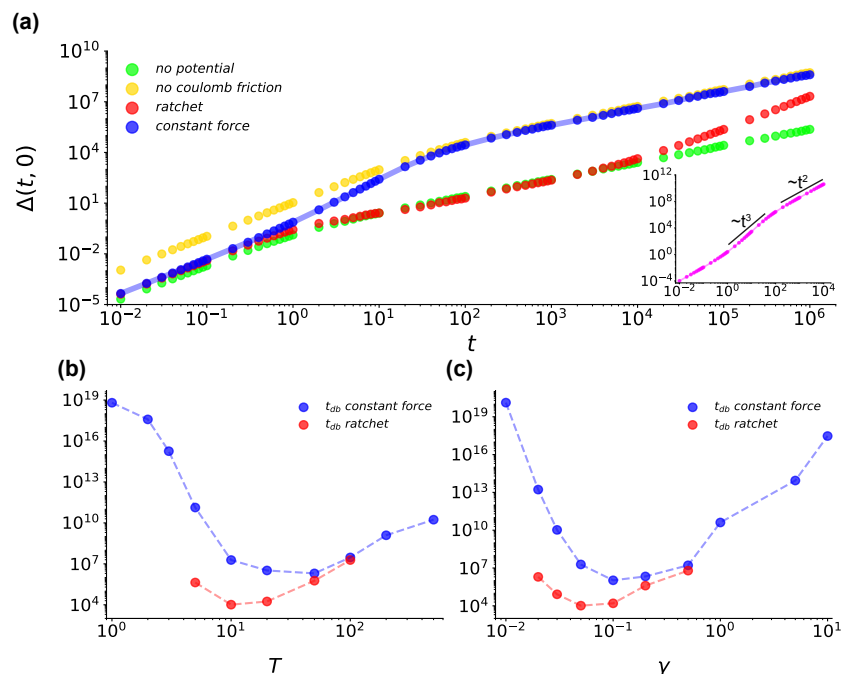 (a)
10^10
10^7
10^4
10^1
10^−2
10^−5
Δ(t, 0)
no potential
no coulomb friction
ratchet
constant force
10^12
10^8
10^4
10^0
10^−4
~t^3
~t^2
10^−2 10^0 10^2 10^4
10^−2 10^−1 10^0 10^1 10^2 10^3 10^4 10^5 10^6
t
(b)
10^19
10^16
10^13
10^10
10^7
10^4
t_db constant force
t_db ratchet
10^0 10^1 10^2
T
(c)
10^19
10^16
10^13
10^10
10^7
10^4
t_db constant force
t_db ratchet
10^−2 10^−1 10^0 10^1
γ